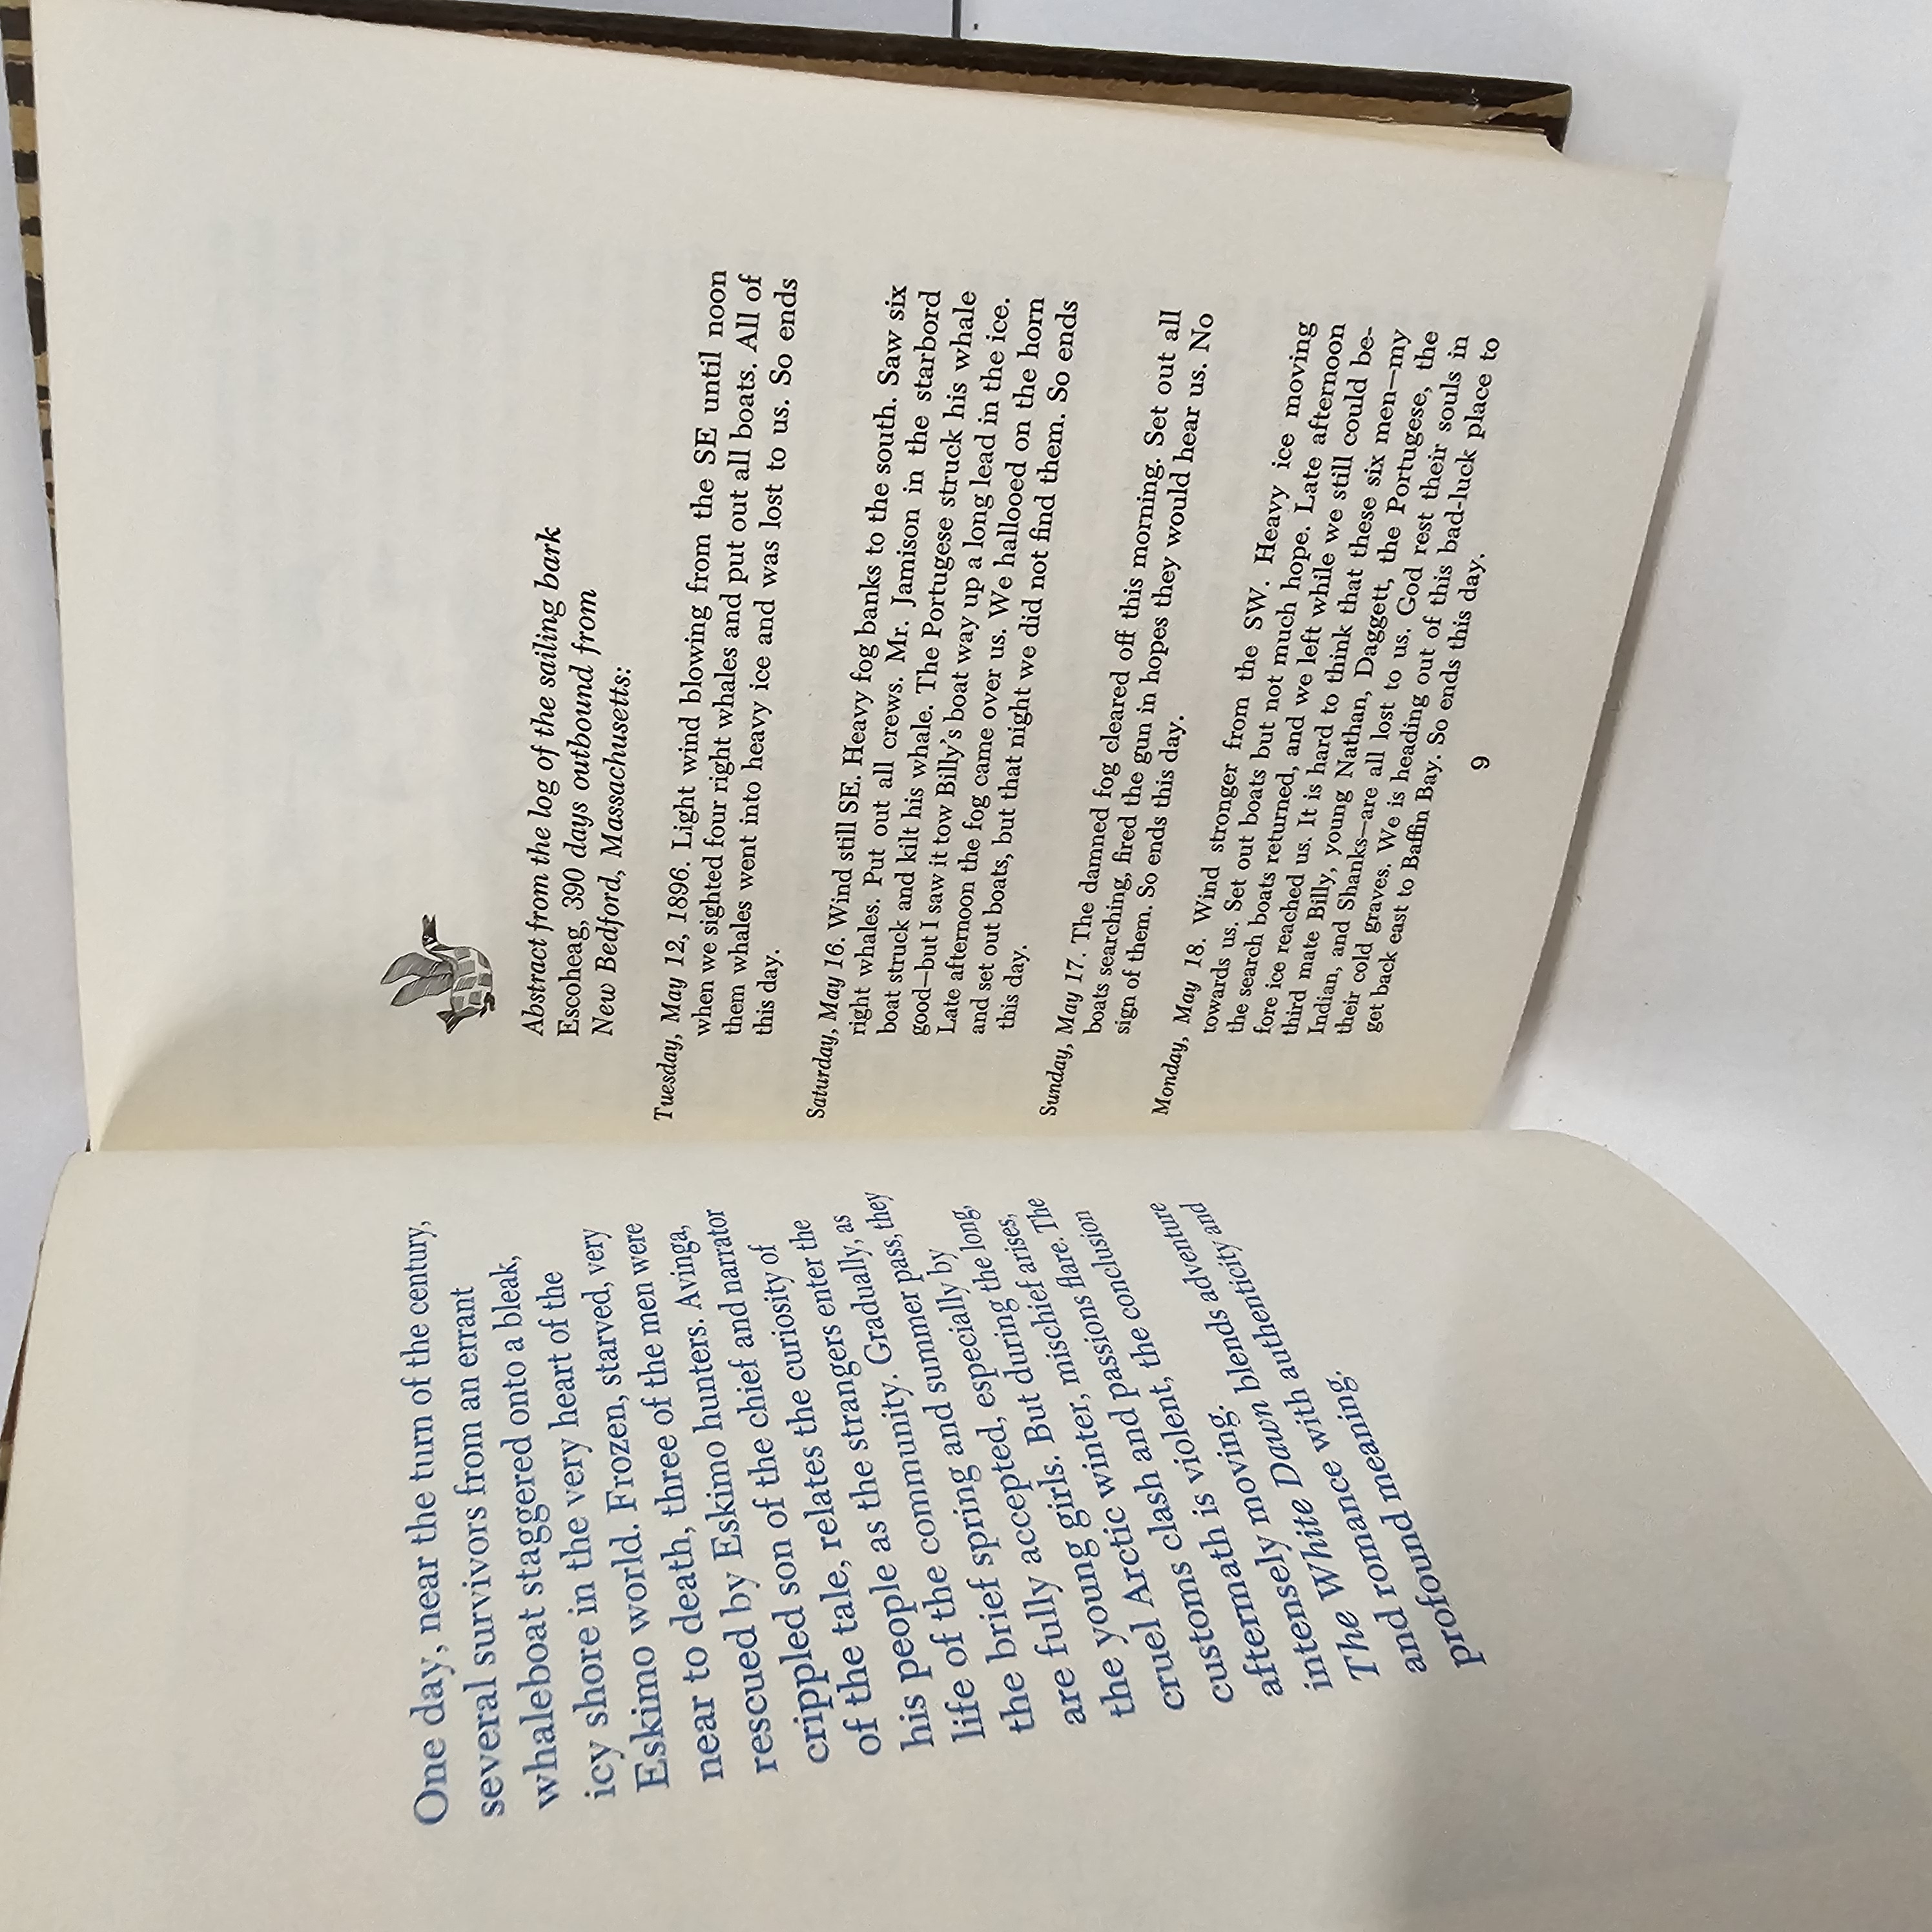 One day, near the turn of the century,
several survivors from an errant
whaleboat staggered onto a bleak,
icy shore in the very heart of the
Eskimo world. Frozen, starved, very
near to death, three of the men were
rescued by Eskimo hunters. Avinga,
crippled son of the chief and narrator
of the tale, relates the curiosity of
his people as the strangers enter the
life of the community. Gradually, as
the brief spring and summer pass, they
are fully accepted, especially by
the young girls. But during the long,
cruel Arctic winter, mischief arises,
customs clash and passions flare. The
aftermath is violent, the conclusion
intensely moving.
The White Dawn blends adventure
and romance with authenticity and
profound meaning.
Abstract from the log of the sailing bark
Escoheag, 390 days outbound from
New Bedford, Massachusetts:
Tuesday, May 12, 1896. Light wind blowing from the SE until noon
when we sighted four right whales and put out all boats. All of
them whales went into heavy ice and was lost to us. So ends
this day.
Saturday, May 16. Wind still SE. Heavy fog banks to the south. Saw six
right whales. Put out all crews. Mr. Jamison in the starbord
boat struck and kilt his whale. The Portugese struck his whale
good—but I saw it tow Billy's boat way up a long lead in the ice.
Late afternoon the fog came over us. We hallooed on the horn
and set out boats, but that night we did not find them. So ends
this day.
Sunday, May 17. The damned fog cleared off this morning. Set out all
boats searching, fired the gun in hopes they would hear us. No
sign of them. So ends this day.
Monday, May 18. Wind stronger from the SW. Heavy ice moving
towards us. Set out boats but not much hope. Late afternoon
the search boats returned, and we left while we still could be-
fore ice reached us. It is hard to think that these six men—my
third mate Billy, young Nathan, Daggett, the Portugese, the
Indian, and Shanks—are all lost to us. God rest their souls in
their cold graves. We is heading out of this bad-luck place to
get back east to Baffin Bay. So ends this day.
9